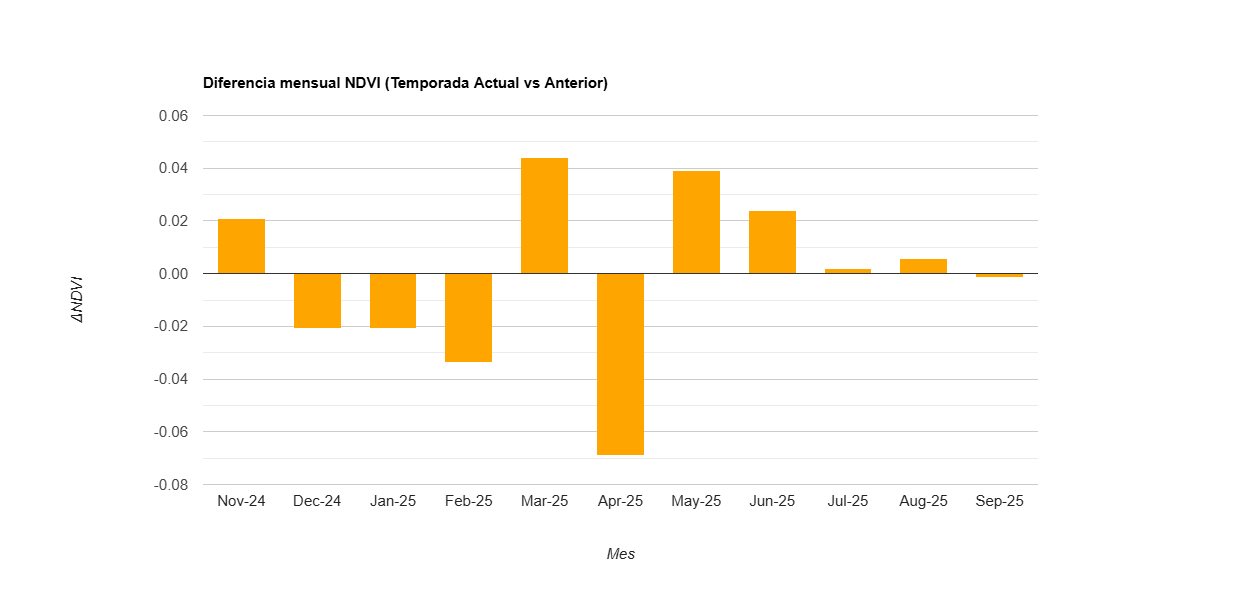 Diferencia mensual NDVI (Temporada Actual vs Anterior)
0.06
0.04
0.02
0.00
-0.02
-0.04
-0.06
-0.08
ΔNDVI
Nov-24 Dec-24 Jan-25 Feb-25 Mar-25 Apr-25 May-25 Jun-25 Jul-25 Aug-25 Sep-25
Mes